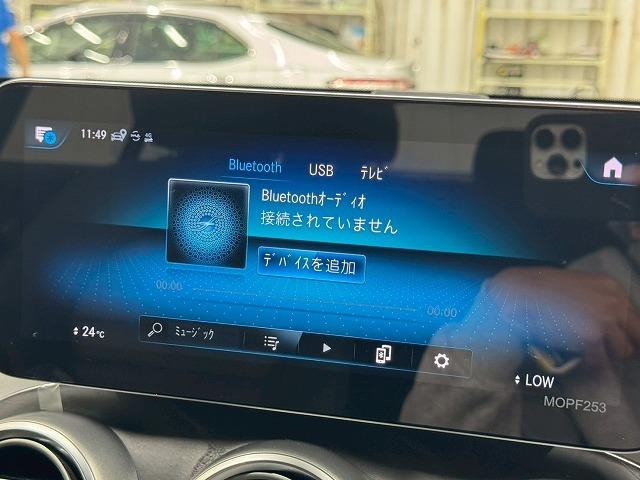 11:49
4G
Bluetooth USB ﾃﾚﾋﾞ
Bluetoothｵｰﾃﾞｨｵ
接続されていません
ﾃﾞﾊﾞｲｽを追加
00:00 00:00
24℃ ﾐｭｰｼﾞｯｸ
LOW
MOPF253